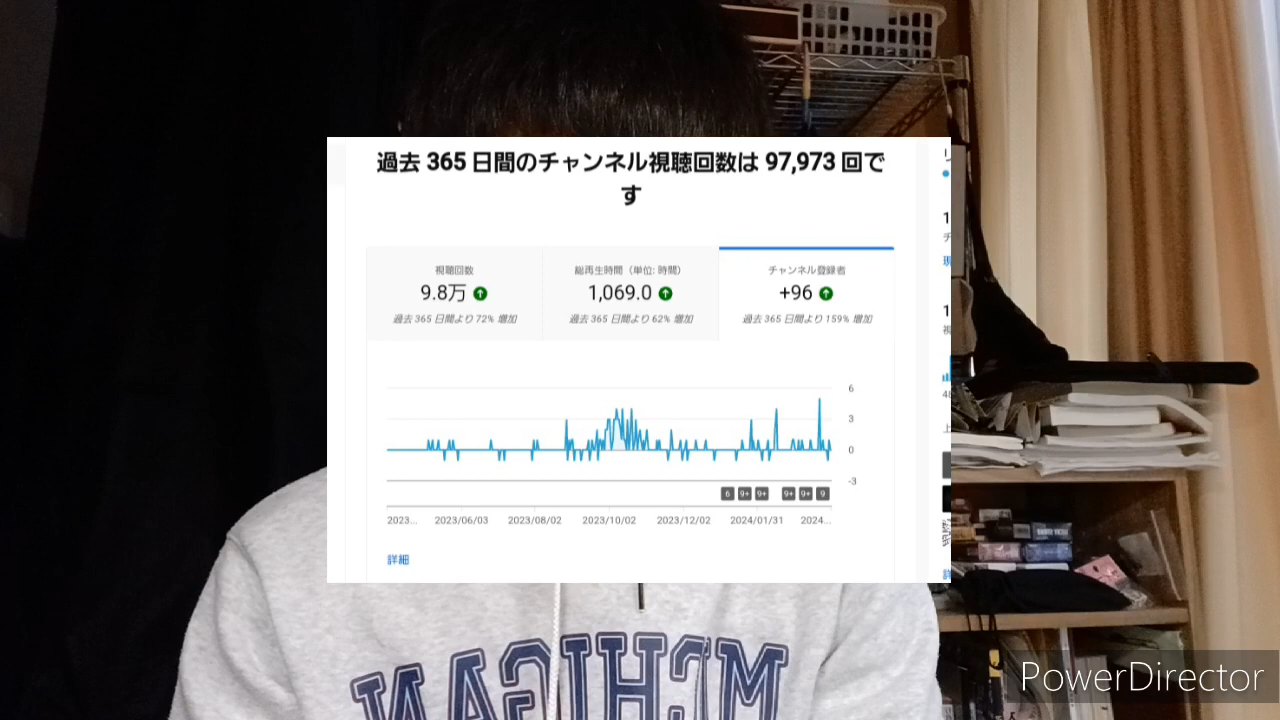 過去 365 日間のチャンネル視聴回数は 97,973 回で
す
視聴回数
9.8万
過去 365 日間より 72% 増加
総再生時間（単位: 時間）
1,069.0
過去 365 日間より 62% 増加
チャンネル登録者
+96
過去 365 日間より 159% 増加
6
3
0
-3
6 9+ 9+ 9+ 9+ 9
2023... 2023/06/03 2023/08/02 2023/10/02 2023/12/02 2024/01/31 2024...
詳細
MICHIGAN
PowerDirector